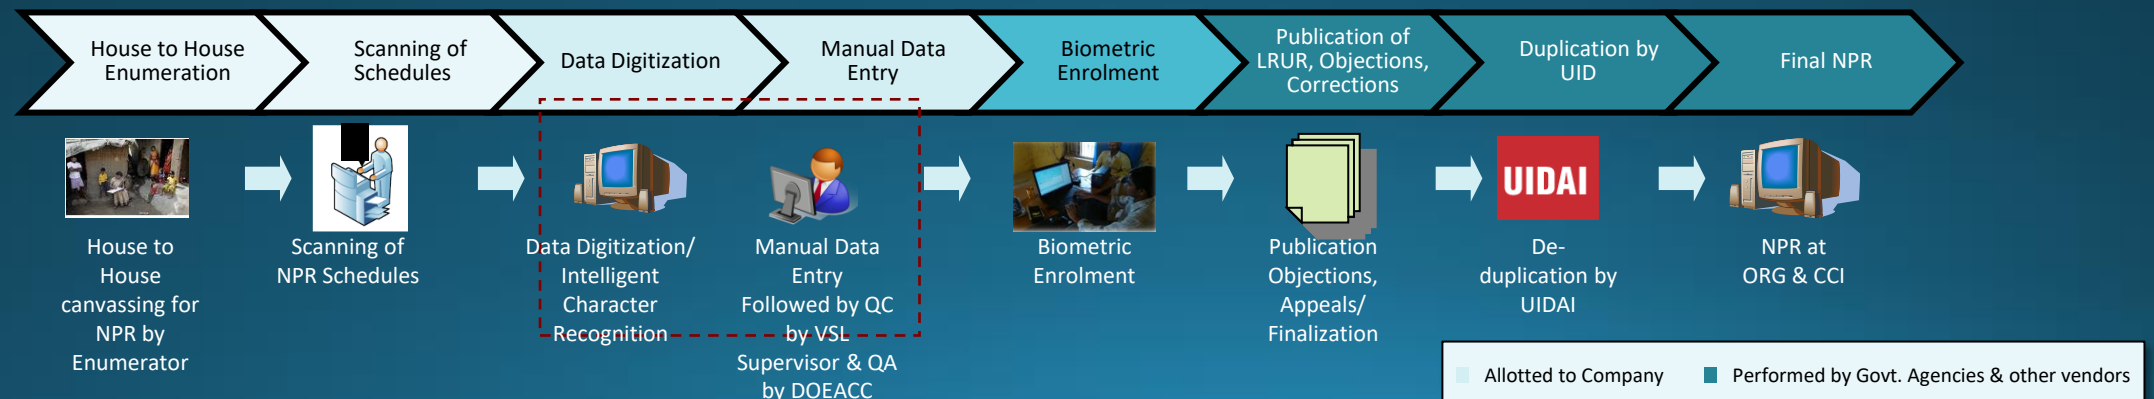 House to House
Enumeration
Scanning of
Schedules
Data Digitization
Manual Data
Entry
Biometric
Enrolment
Publication of
LRUR, Objections,
Corrections
Duplication by
UID
Final NPR
House to
House
canvassing for
NPR by
Enumerator
Scanning of
NPR Schedules
Data Digitization/
Intelligent
Character
Recognition
Manual Data
Entry
Followed by QC
by VSL
Supervisor & QA
by DOEACC
Biometric
Enrolment
Publication
Objections,
Appeals/
Finalization
UIDAI
De-
duplication by
UIDAI
NPR at
ORG & CCI
Allotted to Company
Performed by Govt. Agencies & other vendors